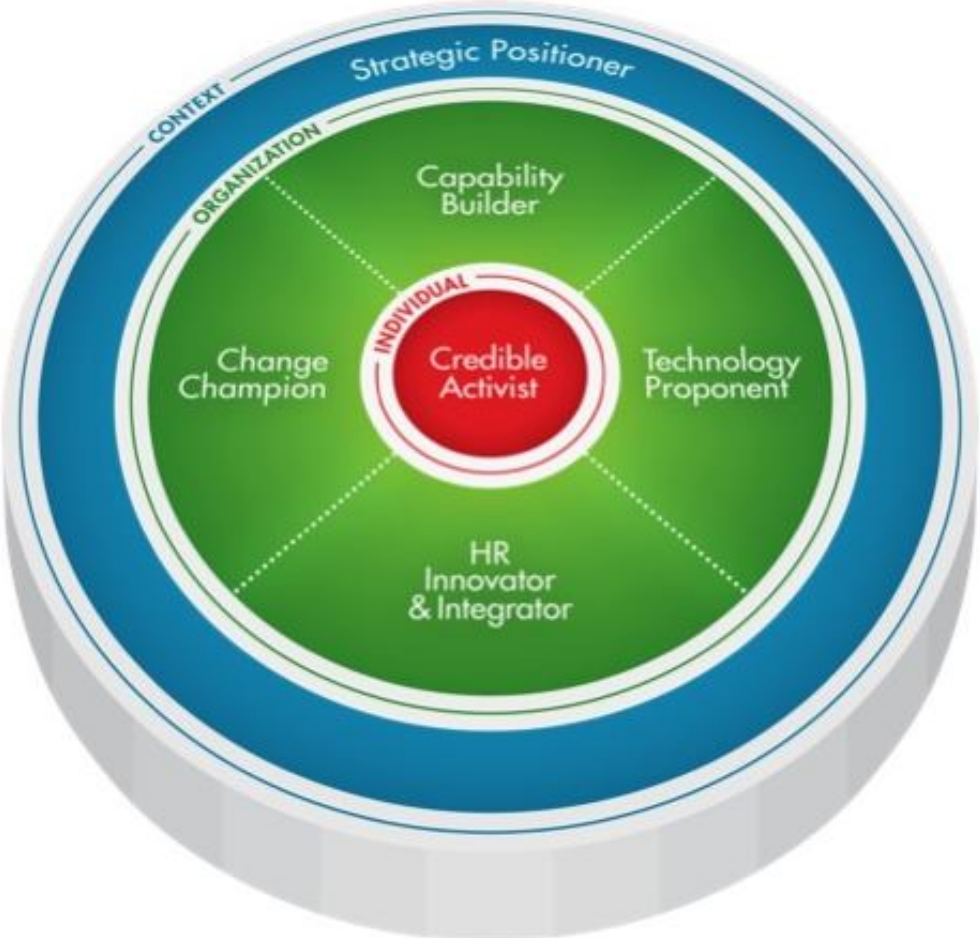 CONTEXT
Strategic Positioner
ORGANIZATION
Capability
Builder
INDIVIDUAL
Change
Champion
Credible
Activist
Technology
Proponent
HR
Innovator
& Integrator